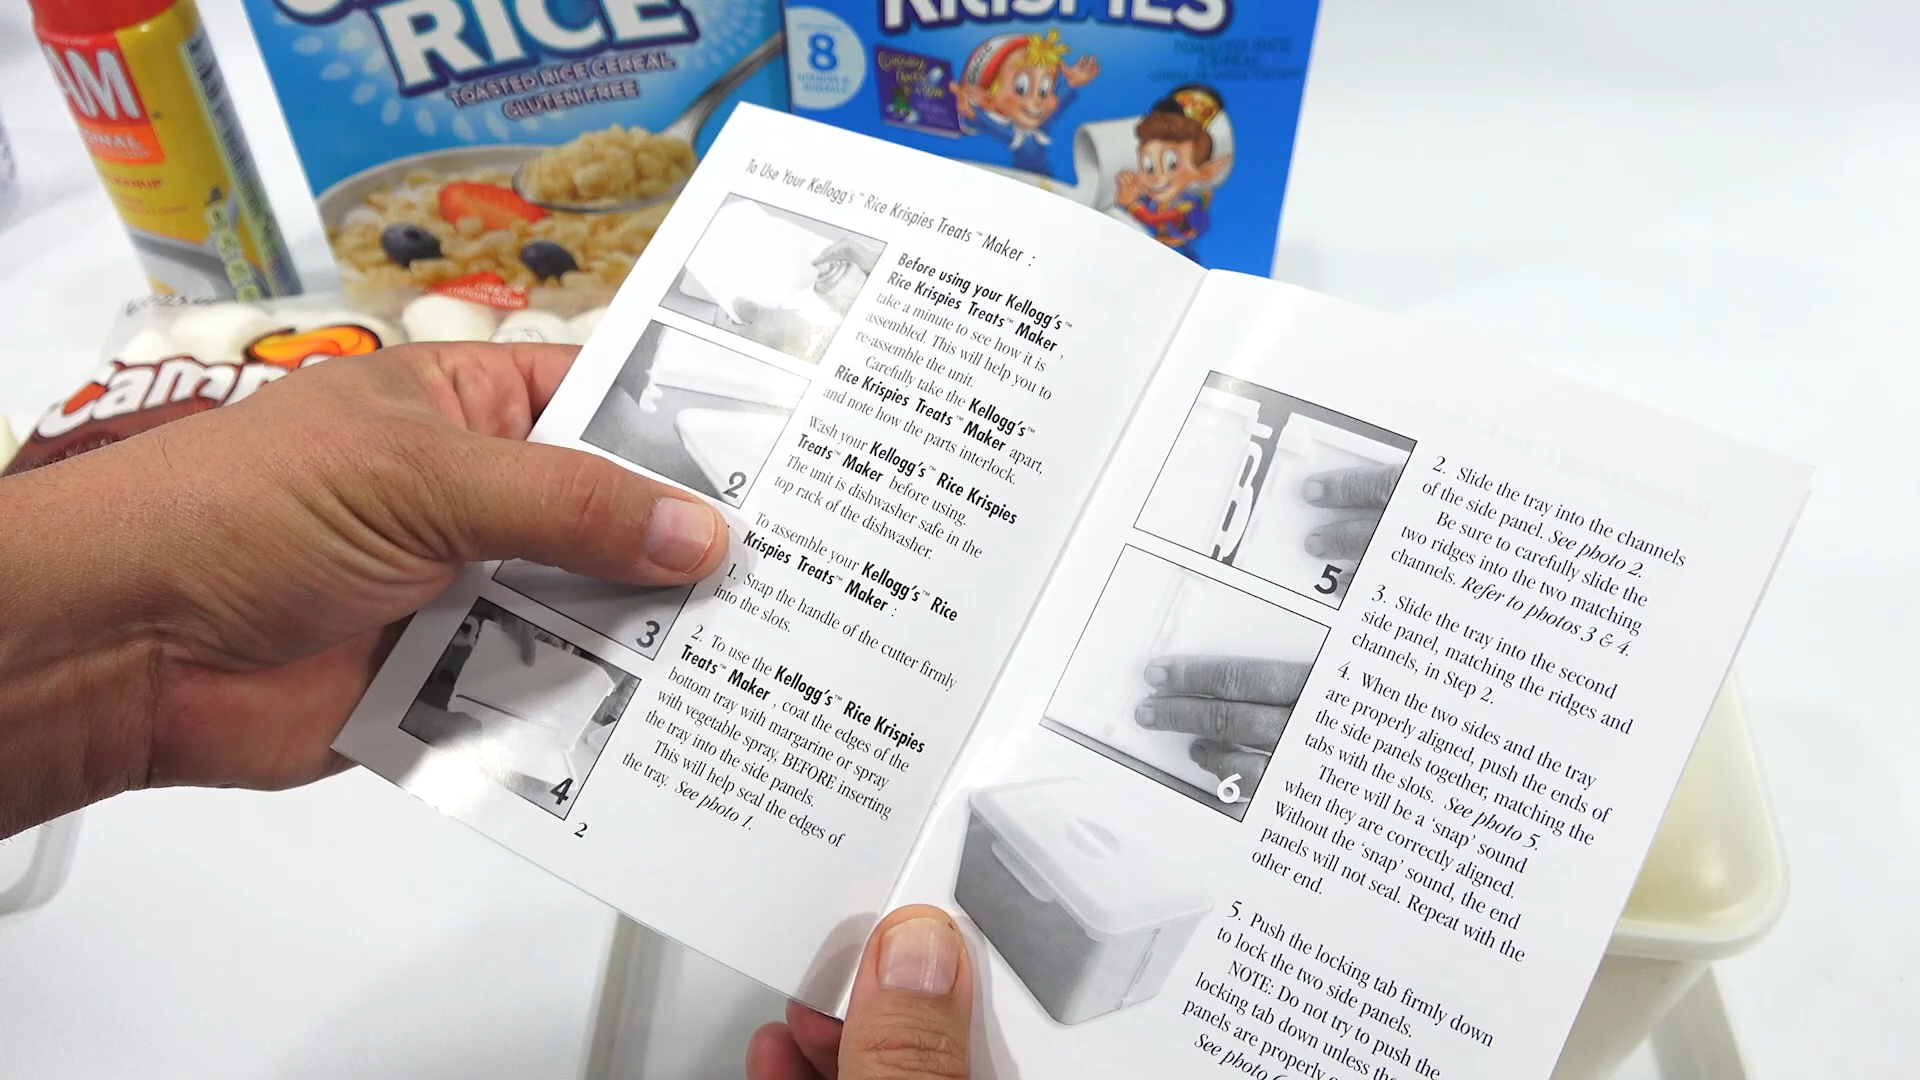 AM
RICE
TOASTED RICE CEREAL
GLUTEN FREE
KRISPIES
8
VITAMINS &
MINERALS
TOASTED RICE
CEREAL
Camp
To Use Your Kellogg's™ Rice Krispies Treats™ Maker :
Before using your Kellogg's™
Rice Krispies Treats™ Maker ,
take a minute to see how it is
assembled. This will help you to
re-assemble the unit.
Carefully take the Kellogg's™
Rice Krispies Treats™ Maker apart,
and note how the parts interlock.
Wash your Kellogg's™ Rice Krispies
Treats™ Maker before using.
The unit is dishwasher safe in the
top rack of the dishwasher.
To assemble your Kellogg's™ Rice
Krispies Treats™ Maker :
1. Snap the handle of the cutter firmly
into the slots.
2. To use the Kellogg's™ Rice Krispies
Treats™ Maker , coat the edges of the
bottom tray with margarine or spray
with vegetable spray, BEFORE inserting
the tray into the side panels.
This will help seal the edges of
the tray. See photo 1.
2
3
4
2
5
6
2. Slide the tray into the channels
of the side panel. See photo 2.
Be sure to carefully slide the
two ridges into the two matching
channels. Refer to photos 3 & 4.
3. Slide the tray into the second
side panel, matching the ridges and
channels, in Step 2.
4. When the two sides and the tray
are properly aligned, push the ends of
the side panels together, matching the
tabs with the slots. See photo 5.
There will be a 'snap' sound
when they are correctly aligned.
Without the 'snap' sound, the end
panels will not seal. Repeat with the
other end.
5. Push the locking tab firmly down
to lock the two side panels.
NOTE: Do not try to push the
locking tab down unless the
panels are properly
See photo 6